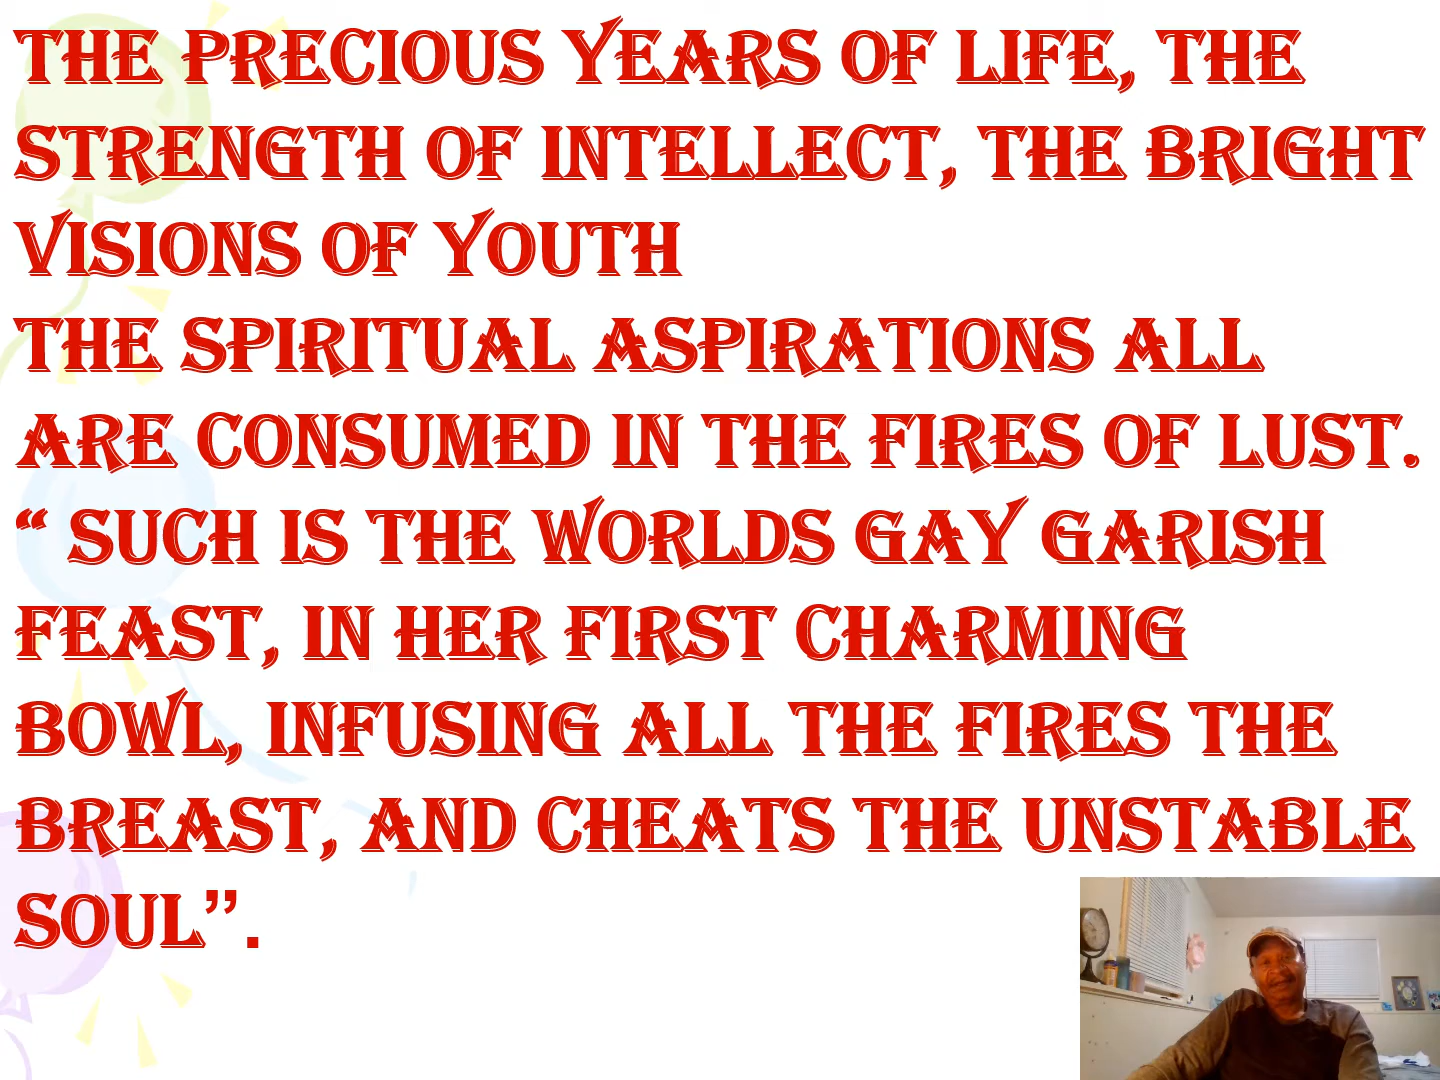 THE PRECIOUS YEARS OF LIFE, THE
STRENGTH OF INTELLECT, THE BRIGHT
VISIONS OF YOUTH
THE SPIRITUAL ASPIRATIONS ALL
ARE CONSUMED IN THE FIRES OF LUST.
“ SUCH IS THE WORLDS GAY GARISH
FEAST, IN HER FIRST CHARMING
BOWL, INFUSING ALL THE FIRES THE
BREAST, AND CHEATS THE UNSTABLE
SOUL”.